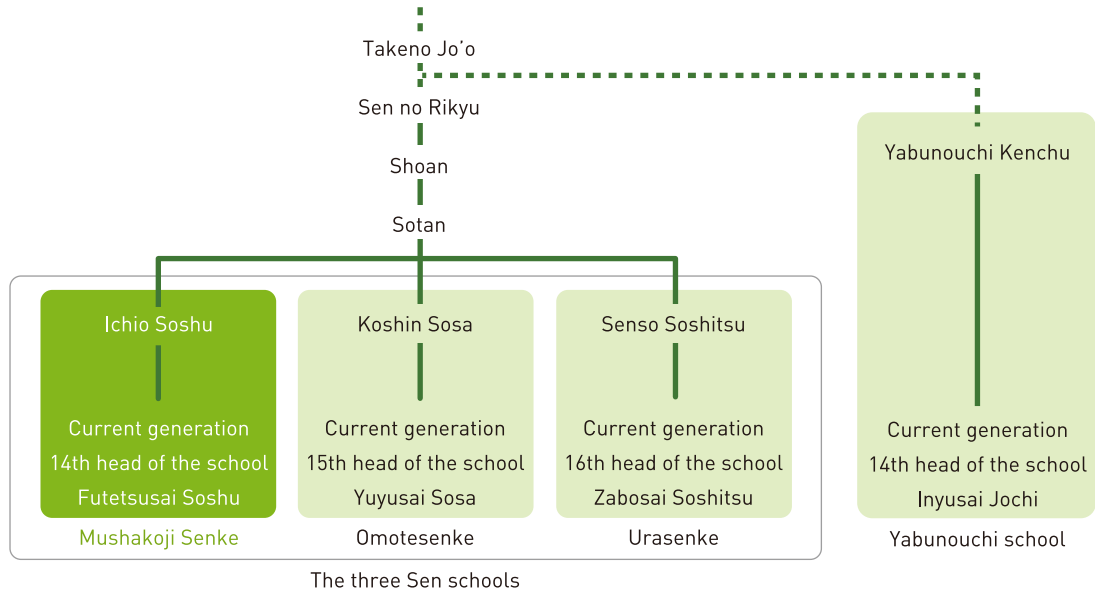 Takeno Jo’o
Sen no Rikyu
Shoan
Sotan
Yabunouchi Kenchu
Ichio Soshu
Koshin Sosa
Senso Soshitsu
Current generation
14th head of the school
Futetsusai Soshu
Mushakoji Senke
Current generation
15th head of the school
Yuyusai Sosa
Omotesenke
Current generation
16th head of the school
Zabosai Soshitsu
Urasenke
Current generation
14th head of the school
Inyusai Jochi
Yabunouchi school
The three Sen schools